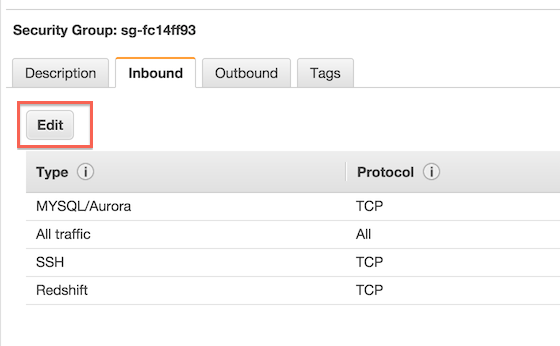 Security Group: sg-fc14ff93
Description Inbound Outbound Tags
Edit
Type i Protocol i
MYSQL/Aurora TCP
All traffic All
SSH TCP
Redshift TCP